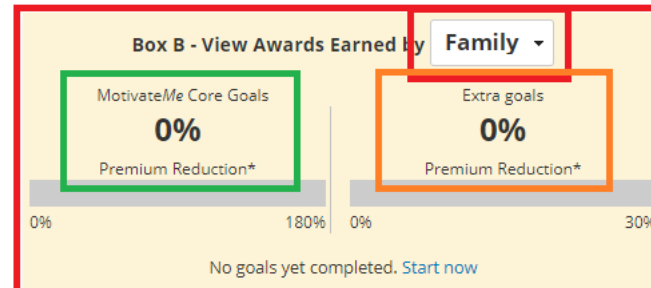 Box B - View Awards Earned by Family
MotivateMe Core Goals
0%
Premium Reduction*
0% 180%
Extra goals
0%
Premium Reduction*
0% 30%
No goals yet completed. Start now